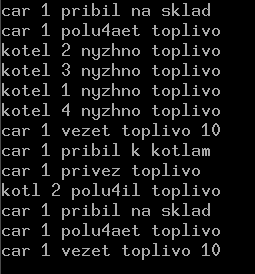 car 1 pribil na sklad
car 1 polu4aet toplivo
kotel 2 nyzhno toplivo
kotel 3 nyzhno toplivo
kotel 1 nyzhno toplivo
kotel 4 nyzhno toplivo
car 1 vezet toplivo 10
car 1 pribil k kotlam
car 1 privez toplivo
kotl 2 polu4il toplivo
car 1 pribil na sklad
car 1 polu4aet toplivo
car 1 vezet toplivo 10